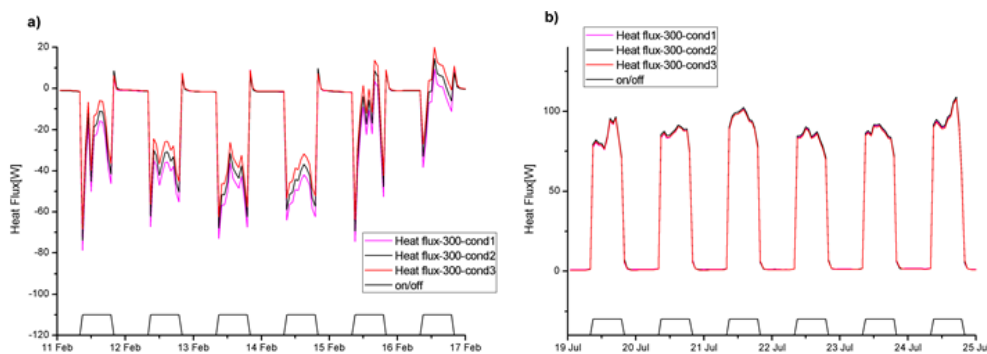 a)
Heat Flux[W]
20
0
-20
-40
-60
-80
-100
-120
Heat flux-300-cond1
Heat flux-300-cond2
Heat flux-300-cond3
on/off
11 Feb 12 Feb 13 Feb 14 Feb 15 Feb 16 Feb 17 Feb
b)
Heat flux-300-cond1
Heat flux-300-cond2
Heat flux-300-cond3
on/off
Heat Flux[W]
100
50
0
19 Jul 20 Jul 21 Jul 22 Jul 23 Jul 24 Jul 25 Ju